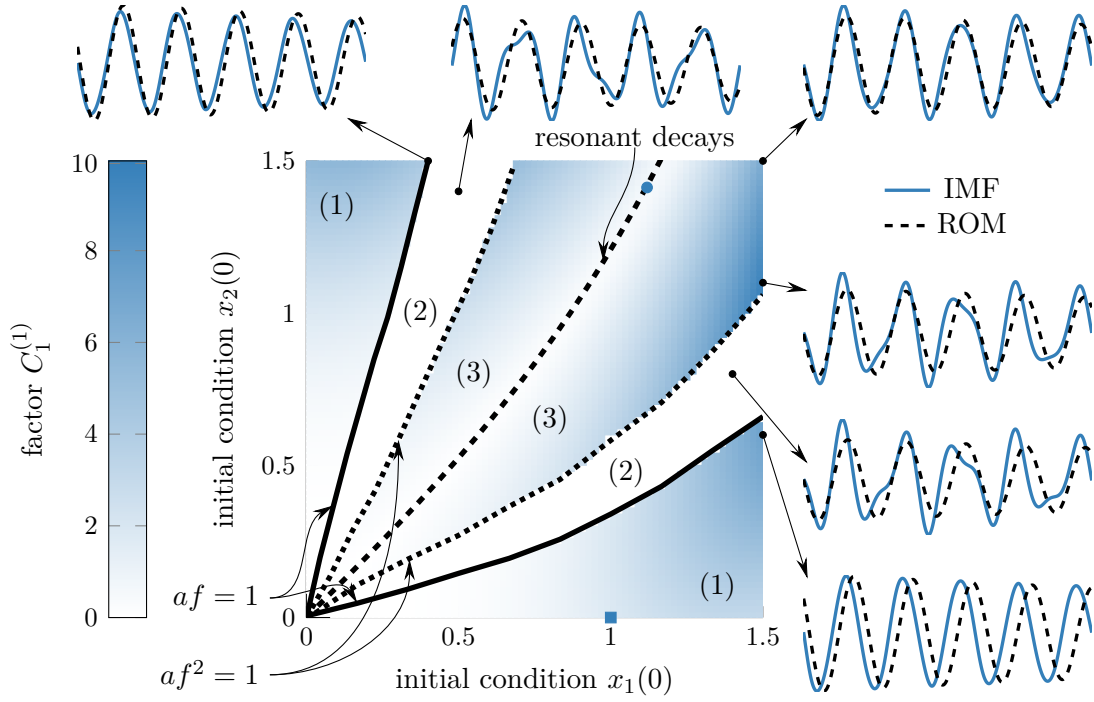 resonant decays
10
8
6
4
2
0
factor $C_1^{(1)}$
1.5
1
0.5
0
initial condition $x_2(0)$
(1)
(2)
(3)
(3)
(2)
(1)
IMF
ROM
$af = 1$
$af^2 = 1$
0
0.5
1
1.5
initial condition $x_1(0)$